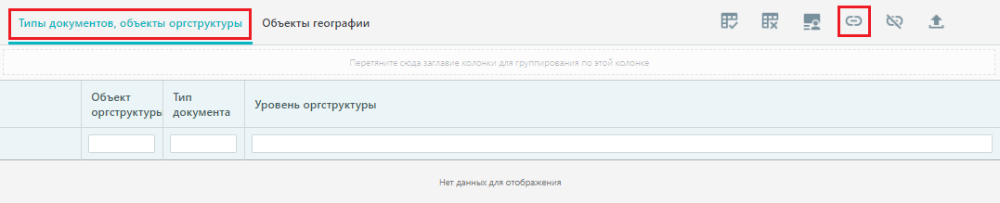 Типы документов, объекты оргструктуры
Объекты географии
Перетяните сюда заглавие колонки для группирования по этой колонке
Объект
оргструктуры
Тип
документа
Уровень оргструктуры
Нет данных для отображения